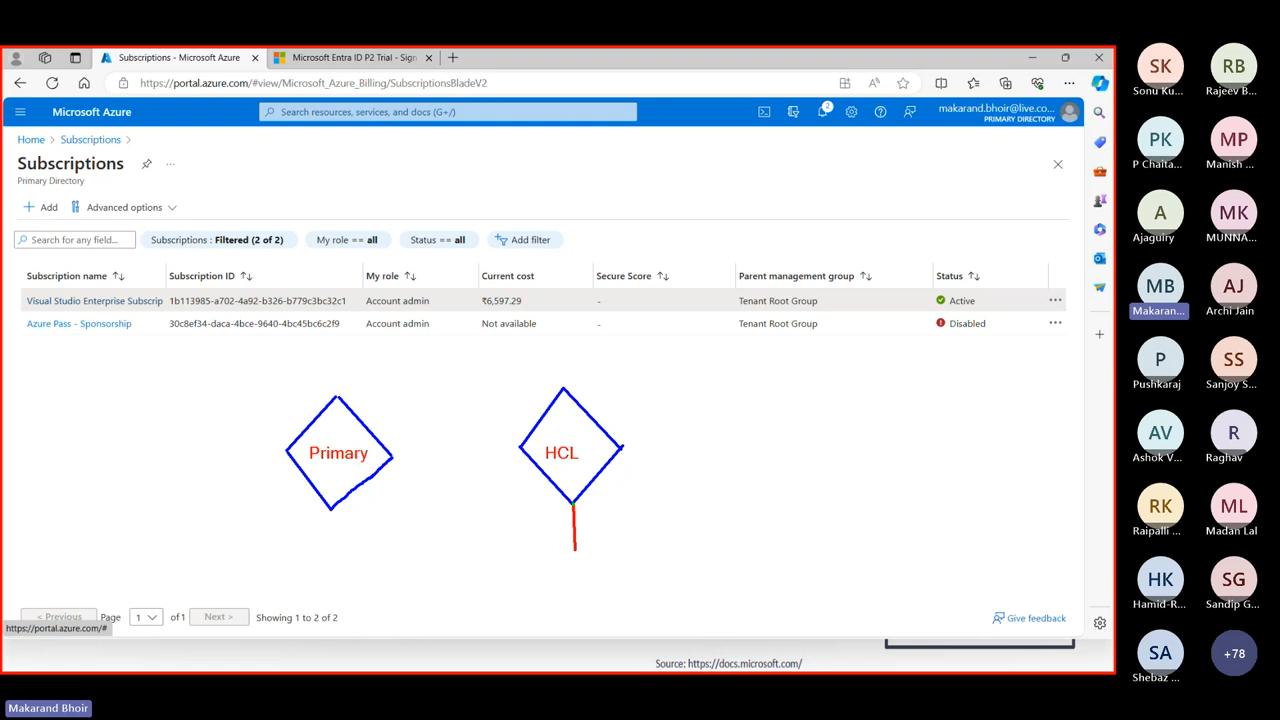 Subscriptions - Microsoft Azure
Microsoft Entra ID P2 Trial - Sign
https://portal.azure.com/#view/Microsoft_Azure_Billing/SubscriptionsBladeV2
Microsoft Azure
Search resources, services, and docs (G+/)
2
makarand.bhoir@live.co...
PRIMARY DIRECTORY
Home > Subscriptions >
Subscriptions
...
Primary Directory
+ Add
Advanced options
Search for any field...
Subscriptions : Filtered (2 of 2)
My role == all
Status == all
Add filter
Subscription name Subscription ID My role Current cost Secure Score Parent management group Status
Visual Studio Enterprise Subscrip 1b113985-a702-4a92-b326-b779c3bc32c1 Account admin ₹6,597.29 - Tenant Root Group Active ...
Azure Pass - Sponsorship 30c8ef34-daca-4bce-9640-4bc45bc6c2f9 Account admin Not available - Tenant Root Group Disabled ...
Primary
HCL
< Previous Page 1 of 1 Next > Showing 1 to 2 of 2
Give feedback
https://portal.azure.com/#
Source: https://docs.microsoft.com/
Makarand Bhoir
SK RB
Sonu Ku... Rajeev B...
PK MP
P Chaita... Manish ...
A MK
Ajaguiry MUNNA...
MB AJ
Makaran... Archi Jain
P SS
Pushkaraj Sanjoy S...
AV R
Ashok V... Raghav
RK ML
Raipalli ... Madan Lal
HK SG
Hamid-R... Sandip G...
SA +78
Shebaz ...